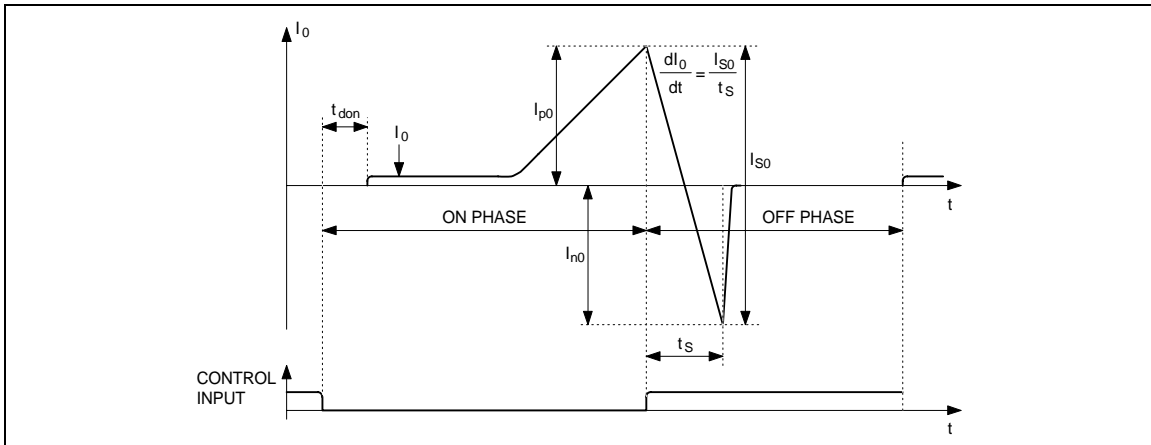 I0
dI0/dt = IS0/tS
tdon
Ip0
I0
IS0
t
ON PHASE
OFF PHASE
In0
tS
CONTROL
INPUT
t